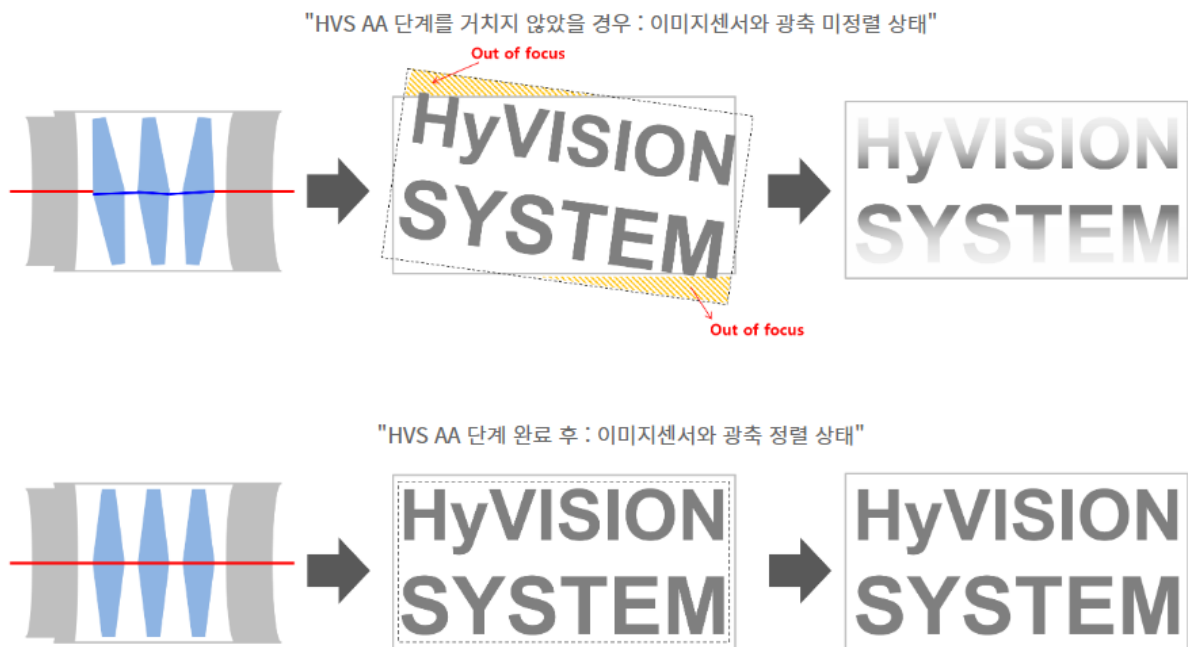 "HVS AA 단계를 거치지 않았을 경우 : 이미지센서와 광축 미정렬 상태"
Out of focus
HyVISION
SYSTEM
Out of focus
HyVISION
SYSTEM
"HVS AA 단계 완료 후 : 이미지센서와 광축 정렬 상태"
HyVISION
SYSTEM
HyVISION
SYSTEM